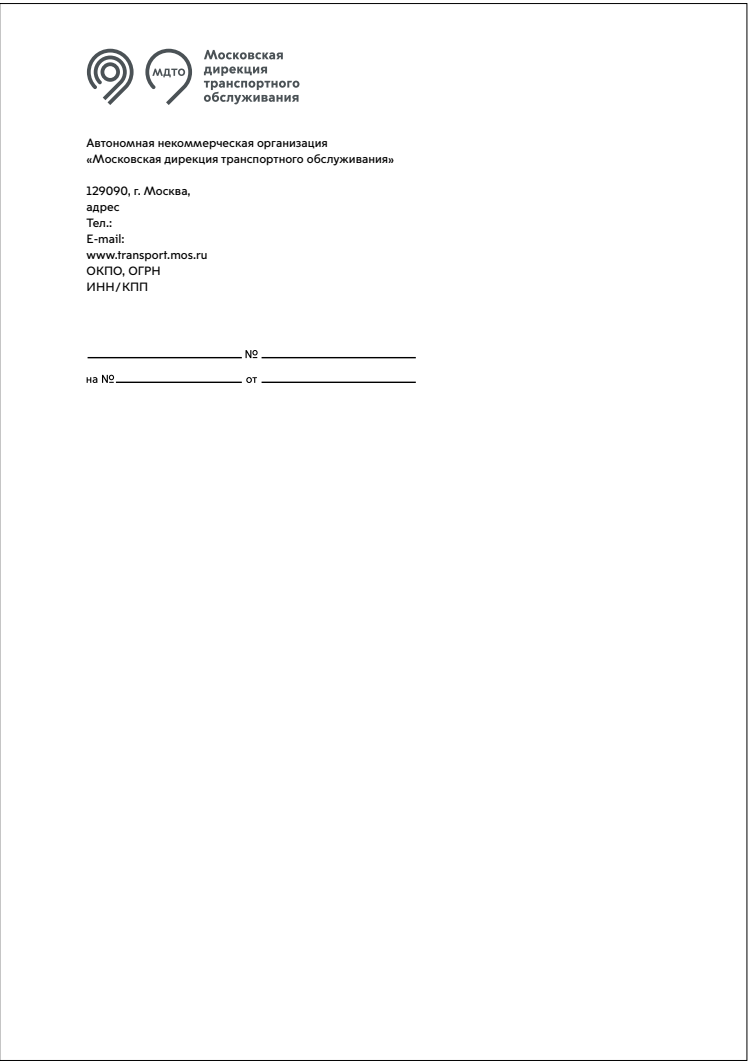 МДТО
Московская
дирекция
транспортного
обслуживания
Автономная некоммерческая организация
«Московская дирекция транспортного обслуживания»
129090, г. Москва,
адрес
Тел.:
E-mail:
www.transport.mos.ru
ОКПО, ОГРН
ИНН/КПП
№
на № от